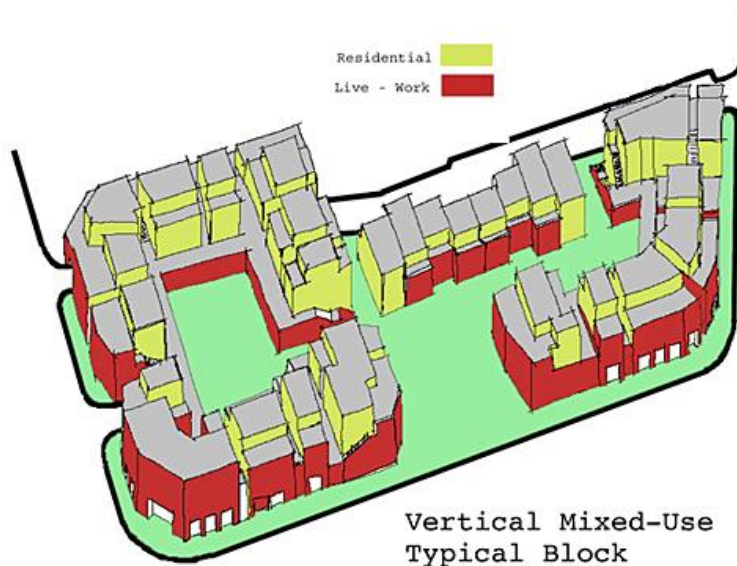 Residential
Live - Work
Vertical Mixed-Use
Typical Block